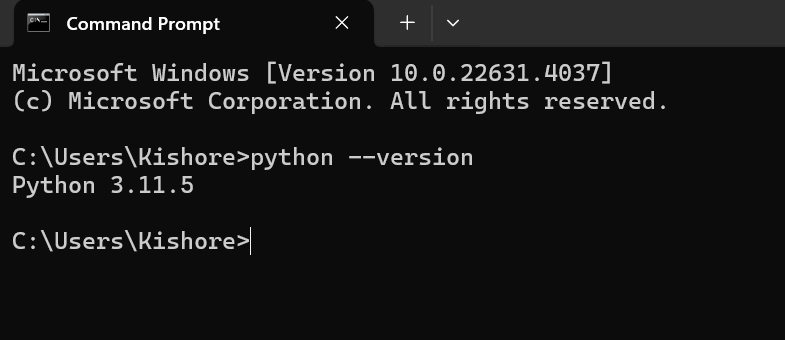 Command Prompt
Microsoft Windows [Version 10.0.22631.4037]
(c) Microsoft Corporation. All rights reserved.
C:\Users\Kishore>python --version
Python 3.11.5
C:\Users\Kishore>